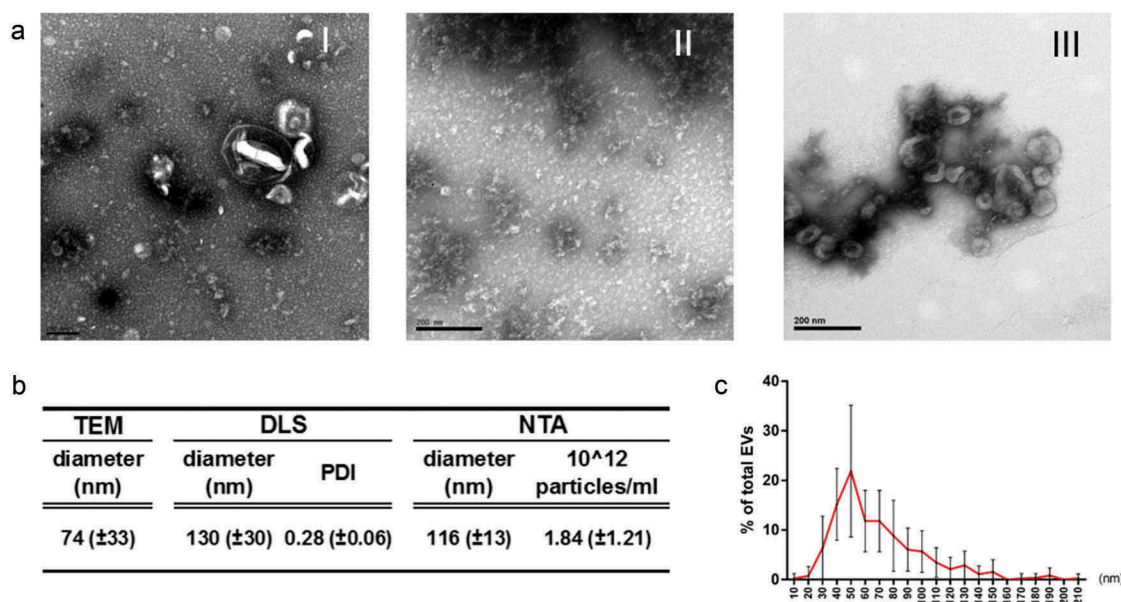 a
I
II
III
200 nm
200 nm
b
TEM
DLS
NTA
diameter
(nm)
diameter
(nm)
PDI
diameter
(nm)
10^12
particles/ml
74 (±33)
130 (±30)
0.28 (±0.06)
116 (±13)
1.84 (±1.21)
c
% of total EVs
40
30
20
10
0
10
20
30
40
50
60
70
80
90
100
110
120
130
140
150
160
170
180
190
200
210
(nm)